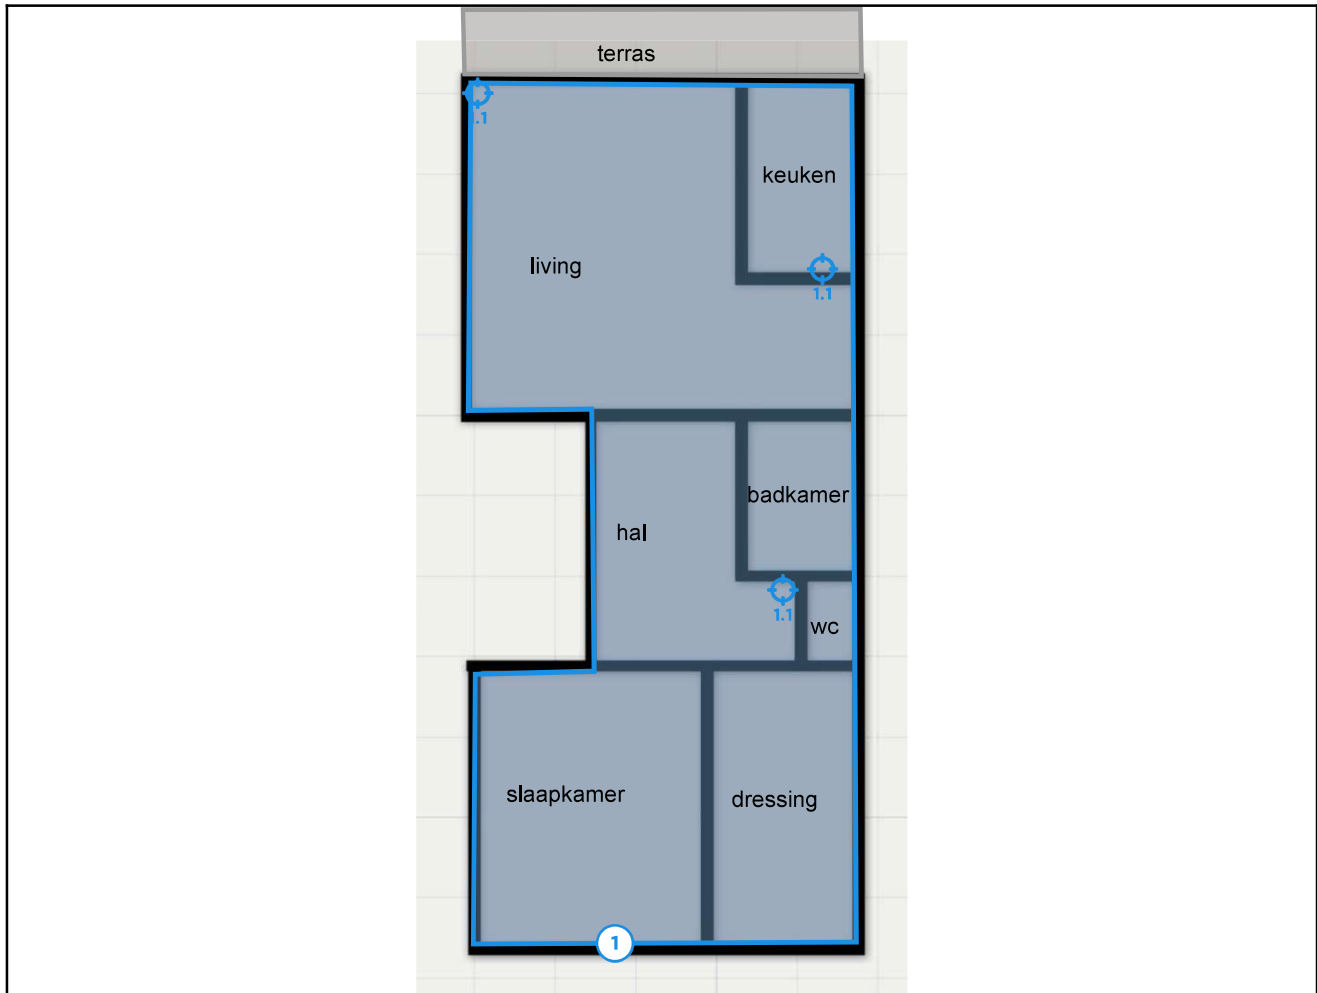 terras
1.1
keuken
living
1.1
badkamer
hal
1.1
wc
slaapkamer
dressing
1